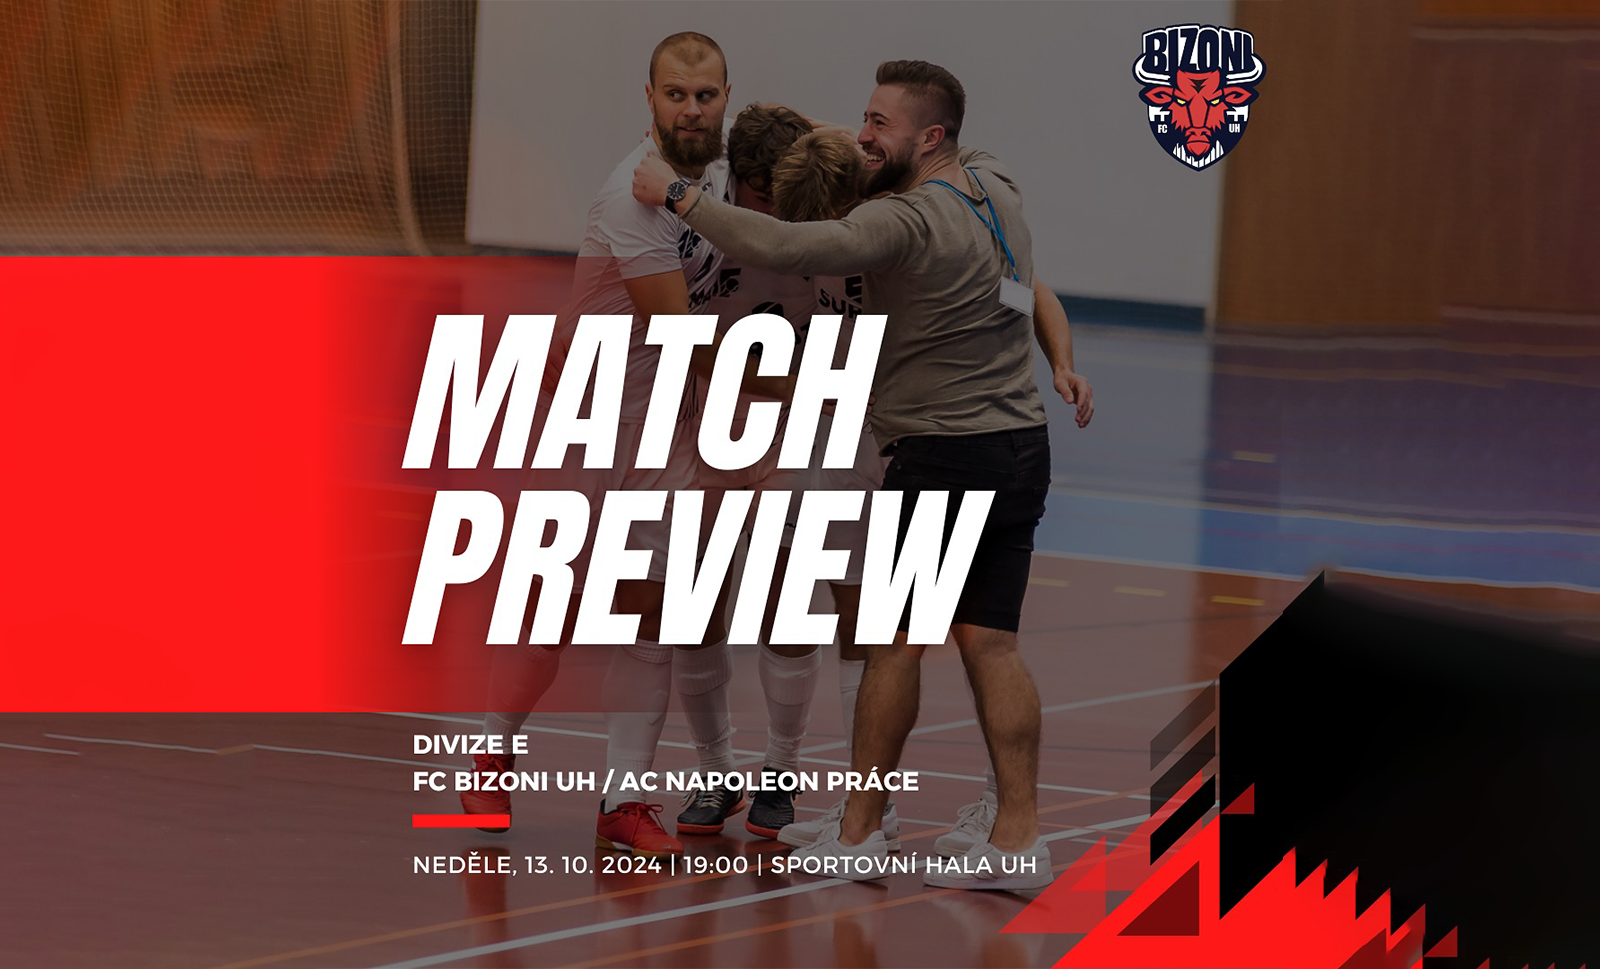 BIZONI
FC UH
MATCH
PREVIEW
DIVIZE E
FC BIZONI UH / AC NAPOLEON PRÁCE
NEDĚLE, 13. 10. 2024 | 19:00 | SPORTOVNÍ HALA UH